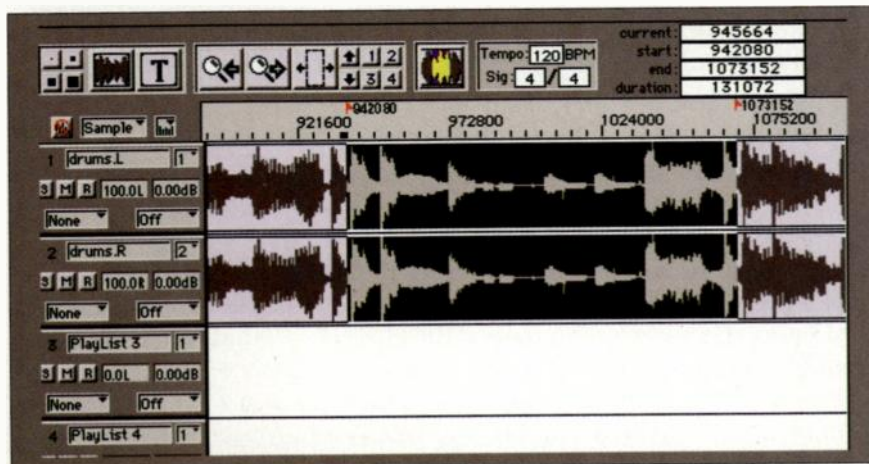 current: 945664
start: 942080
end: 1073152
duration: 131072
T
1 2
3 4
Tempo: 120 BPM
Sig: 4 / 4
Sample
942080 1073152
921600 972800 1024000 1075200
1 drums.L 1
S M R 100.0L 0.00dB
None Off
2 drums.R 2
S M R 100.0R 0.00dB
None Off
3 PlayList 3 1
S M R 0.0L 0.00dB
None Off
4 PlayList 4 1